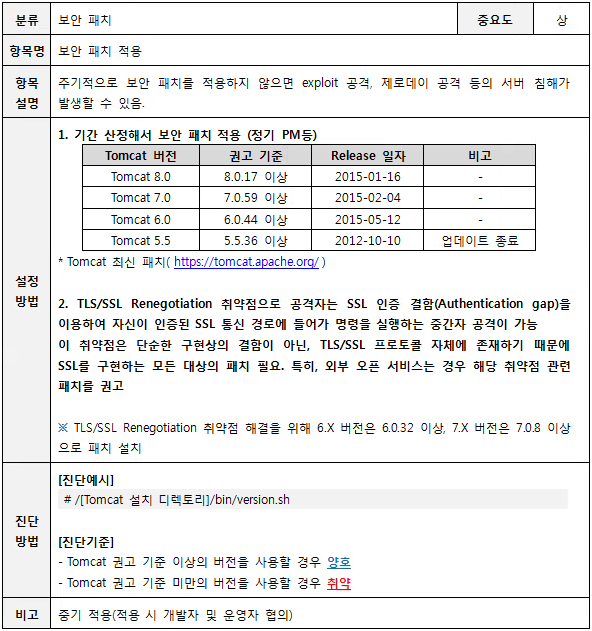 분류 보안 패치 중요도 상
항목명 보안 패치 적용
항목 설명 주기적으로 보안 패치를 적용하지 않으면 exploit 공격, 제로데이 공격 등의 서버 침해가
발생할 수 있음.
설정 방법
1. 기간 산정해서 보안 패치 적용 (정기 PM등)
Tomcat 버전 권고 기준 Release 일자 비고
Tomcat 8.0 8.0.17 이상 2015-01-16 -
Tomcat 7.0 7.0.59 이상 2015-02-04 -
Tomcat 6.0 6.0.44 이상 2015-05-12 -
Tomcat 5.5 5.5.36 이상 2012-10-10 업데이트 종료
* Tomcat 최신 패치( https://tomcat.apache.org/ )
2. TLS/SSL Renegotiation 취약점으로 공격자는 SSL 인증 결함(Authentication gap)을
이용하여 자신이 인증된 SSL 통신 경로에 들어가 명령을 실행하는 중간자 공격이 가능
이 취약점은 단순한 구현상의 결함이 아닌, TLS/SSL 프로토콜 자체에 존재하기 때문에
SSL를 구현하는 모든 대상의 패치 필요. 특히, 외부 오픈 서비스는 경우 해당 취약점 관련
패치를 권고
※ TLS/SSL Renegotiation 취약점 해결을 위해 6.X 버전은 6.0.32 이상, 7.X 버전은 7.0.8 이상
으로 패치 설치
진단 방법
[진단예시]
# /[Tomcat 설치 디렉토리]/bin/version.sh
[진단기준]
- Tomcat 권고 기준 이상의 버전을 사용할 경우 양호
- Tomcat 권고 기준 미만의 버전을 사용할 경우 취약
비고 중기 적용(적용 시 개발자 및 운영자 협의)